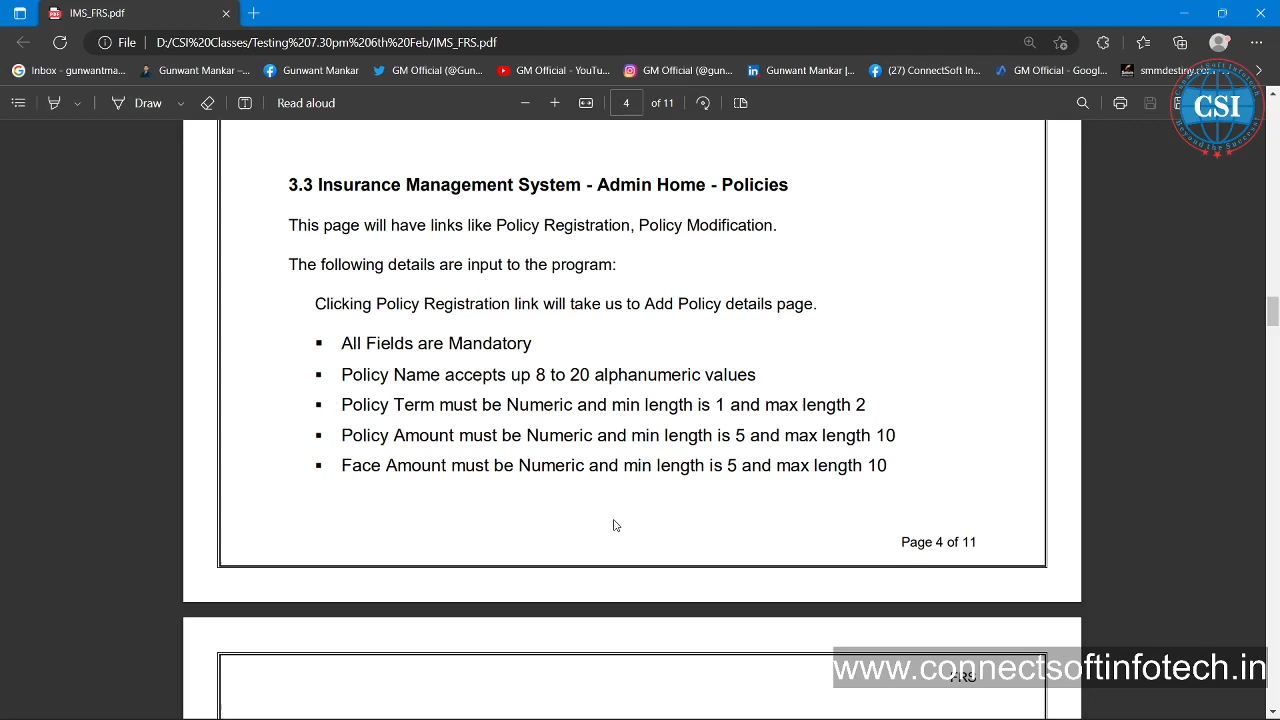 IMS_FRS.pdf
File D:/CSI%20Classes/Testing%207.30pm%206th%20Feb/IMS_FRS.pdf
Inbox - gunwantma... Gunwant Mankar –... Gunwant Mankar GM Official (@Gun... GM Official - YouTu... GM Official (@gun... Gunwant Mankar |... (27) ConnectSoft In... GM Official - Googl... smmdestiny.com
Draw Read aloud 4 of 11
CSI
3.3 Insurance Management System - Admin Home - Policies
This page will have links like Policy Registration, Policy Modification.
The following details are input to the program:
Clicking Policy Registration link will take us to Add Policy details page.
▪ All Fields are Mandatory
▪ Policy Name accepts up 8 to 20 alphanumeric values
▪ Policy Term must be Numeric and min length is 1 and max length 2
▪ Policy Amount must be Numeric and min length is 5 and max length 10
▪ Face Amount must be Numeric and min length is 5 and max length 10
Page 4 of 11
www.connectsoftinfotech.in
FRS